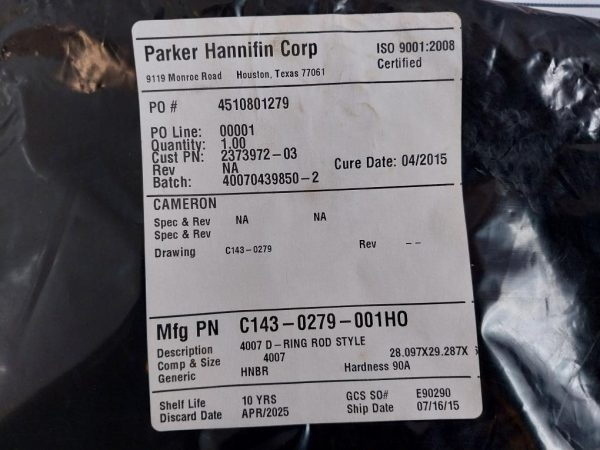 Parker Hannifin Corp ISO 9001:2008
9119 Monroe Road Houston, Texas 77061 Certified
PO # 4510801279
PO Line: 00001
Quantity: 1.00
Cust PN: 2373972-03 Cure Date: 04/2015
Rev NA
Batch: 40070439850-2
CAMERON
Spec & Rev NA NA
Spec & Rev
Drawing C143-0279 Rev --
Mfg PN C143-0279-001HO
Description 4007 D-RING ROD STYLE
Comp & Size 4007 28.097X29.287X
Generic HNBR Hardness 90A
Shelf Life 10 YRS GCS SO# E90290
Discard Date APR/2025 Ship Date 07/16/15